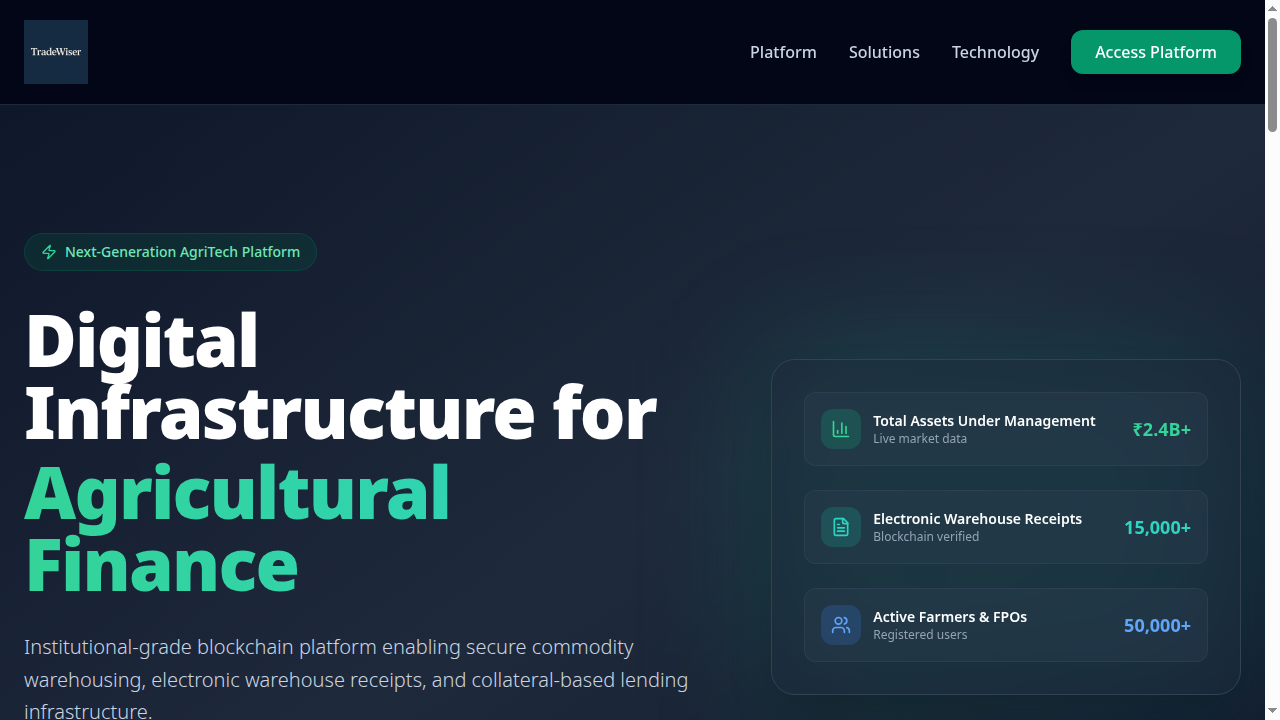 TradeWiser
Platform
Solutions
Technology
Access Platform
Next-Generation AgriTech Platform
Digital
Infrastructure for
Agricultural
Finance
Institutional-grade blockchain platform enabling secure commodity
warehousing, electronic warehouse receipts, and collateral-based lending
infrastructure.
Total Assets Under Management
Live market data
₹2.4B+
Electronic Warehouse Receipts
Blockchain verified
15,000+
Active Farmers & FPOs
Registered users
50,000+